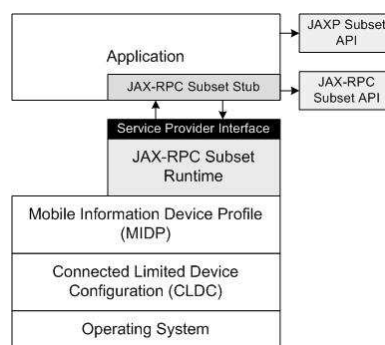 JAXP Subset
API
Application
JAX-RPC Subset Stub
JAX-RPC
Subset API
Service Provider Interface
JAX-RPC Subset
Runtime
Mobile Information Device Profile
(MIDP)
Connected Limited Device
Configuration (CLDC)
Operating System